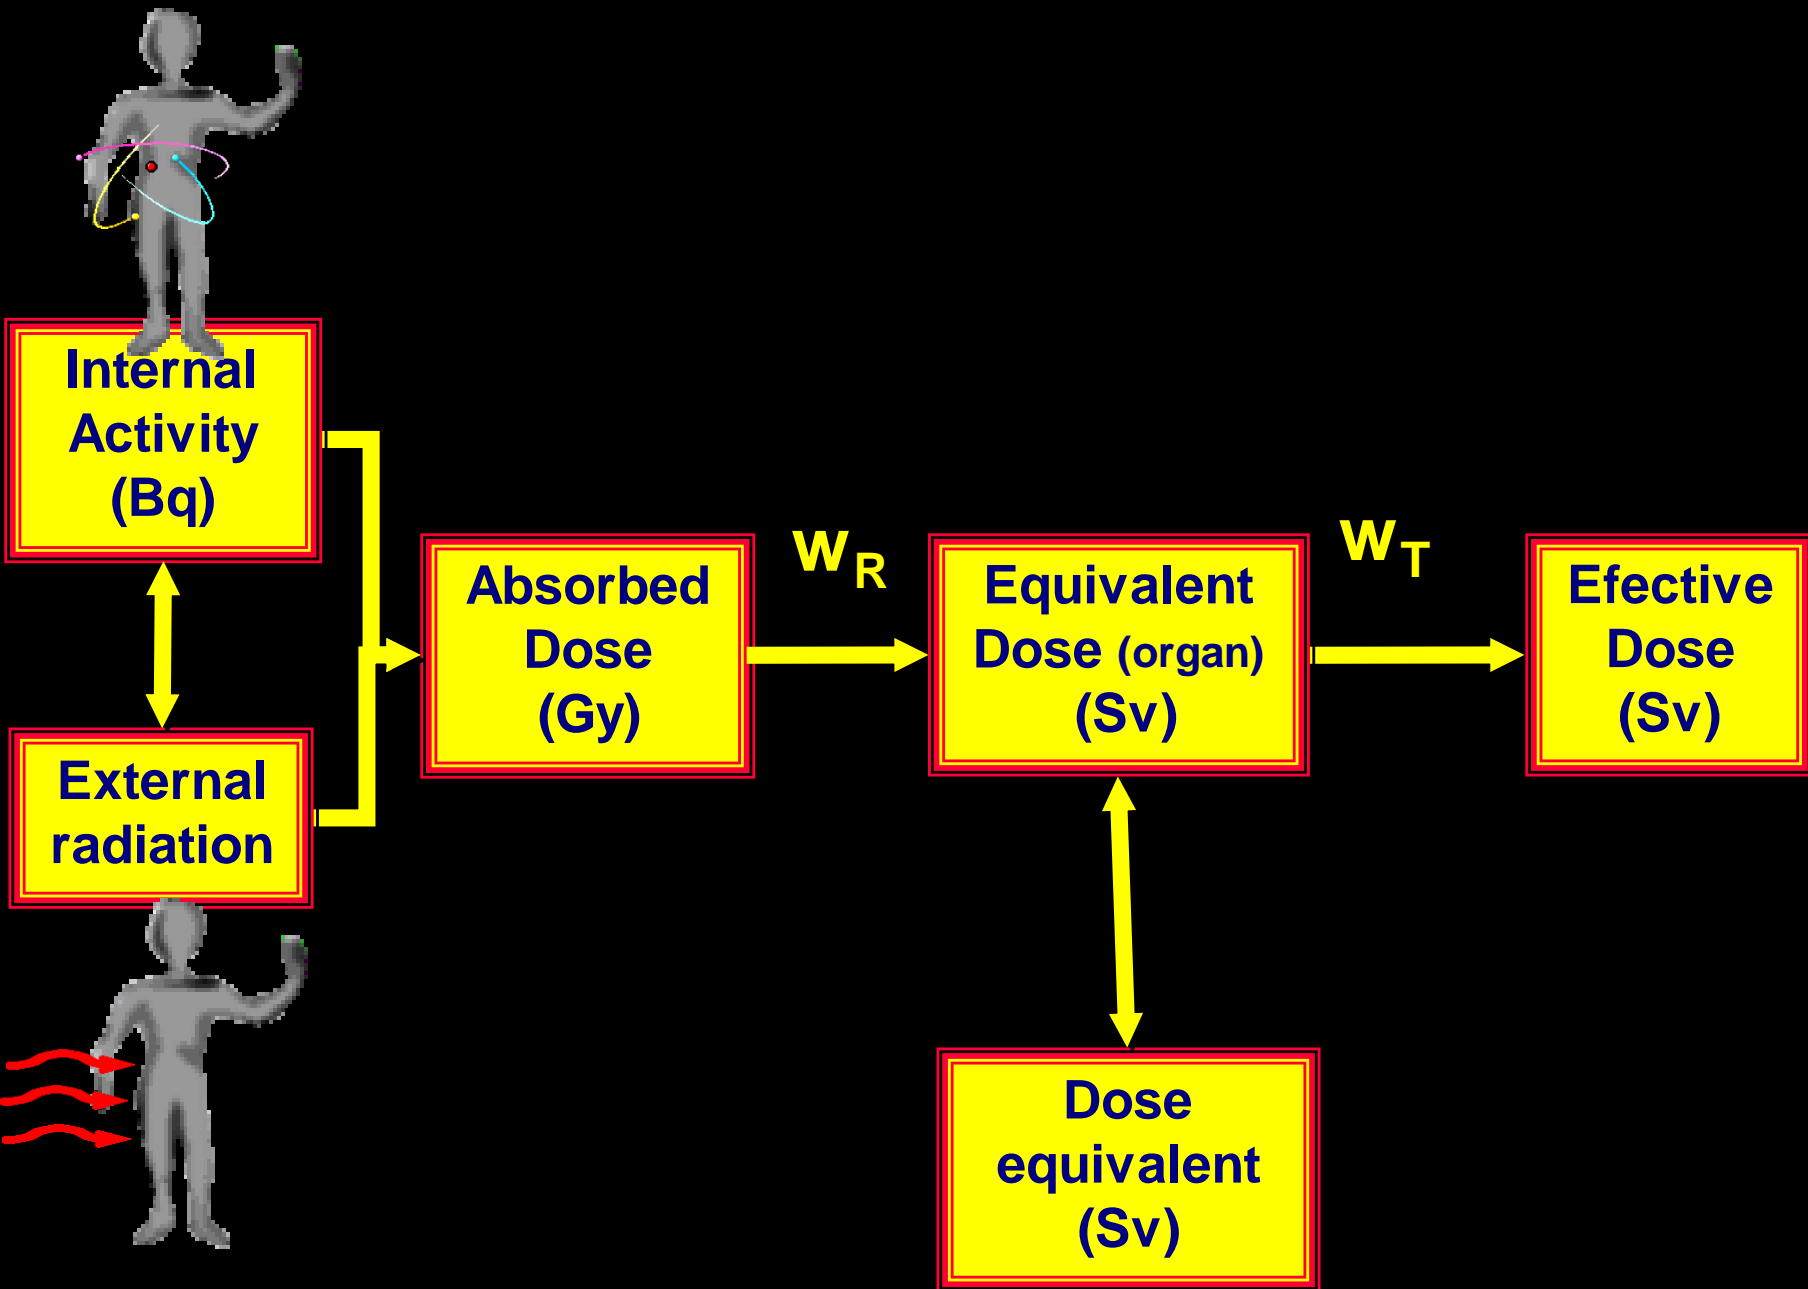 Internal
Activity
(Bq)
External
radiation
Absorbed
Dose
(Gy)
wR
Equivalent
Dose (organ)
(Sv)
wT
Efective
Dose
(Sv)
Dose
equivalent
(Sv)